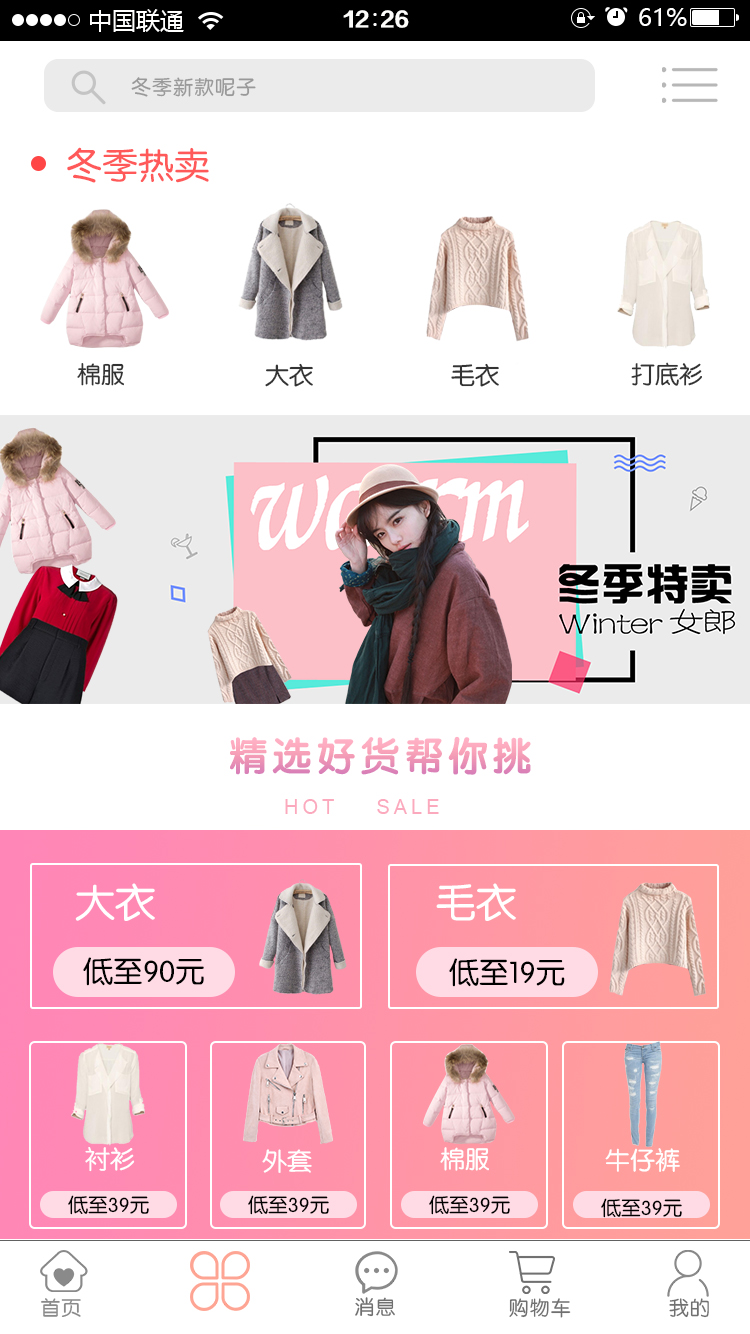 中国联通 12:26 61%
冬季新款呢子
冬季热卖
棉服 大衣 毛衣 打底衫
warm
冬季特卖
Winter 女郎
精选好货帮你挑
HOT SALE
大衣 毛衣
低至90元 低至19元
衬衫 外套 棉服 牛仔裤
低至39元 低至39元 低至39元 低至39元
首页 消息 购物车 我的